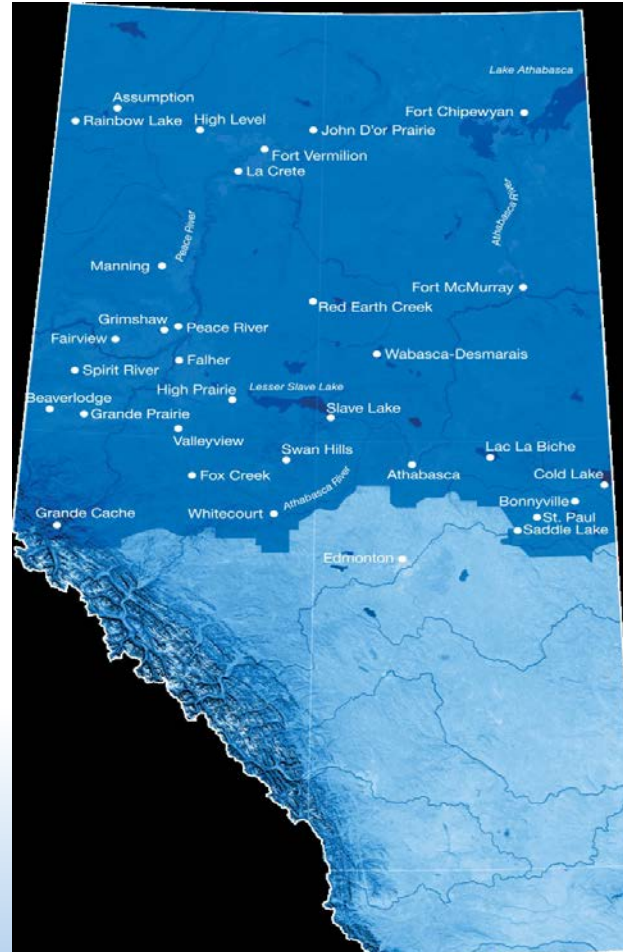 Lake Athabasca
Assumption
Fort Chipewyan
Rainbow Lake
High Level
John D'or Prairie
Fort Vermilion
La Crete
Peace River
Athabasca River
Manning
Fort McMurray
Red Earth Creek
Grimshaw
Peace River
Fairview
Wabasca-Desmarais
Falher
Spirit River
High Prairie
Lesser Slave Lake
Beaverlodge
Grande Prairie
Slave Lake
Valleyview
Swan Hills
Lac La Biche
Athabasca
Fox Creek
Cold Lake
Athabasca River
Bonnyville
Grande Cache
Whitecourt
St. Paul
Saddle Lake
Edmonton